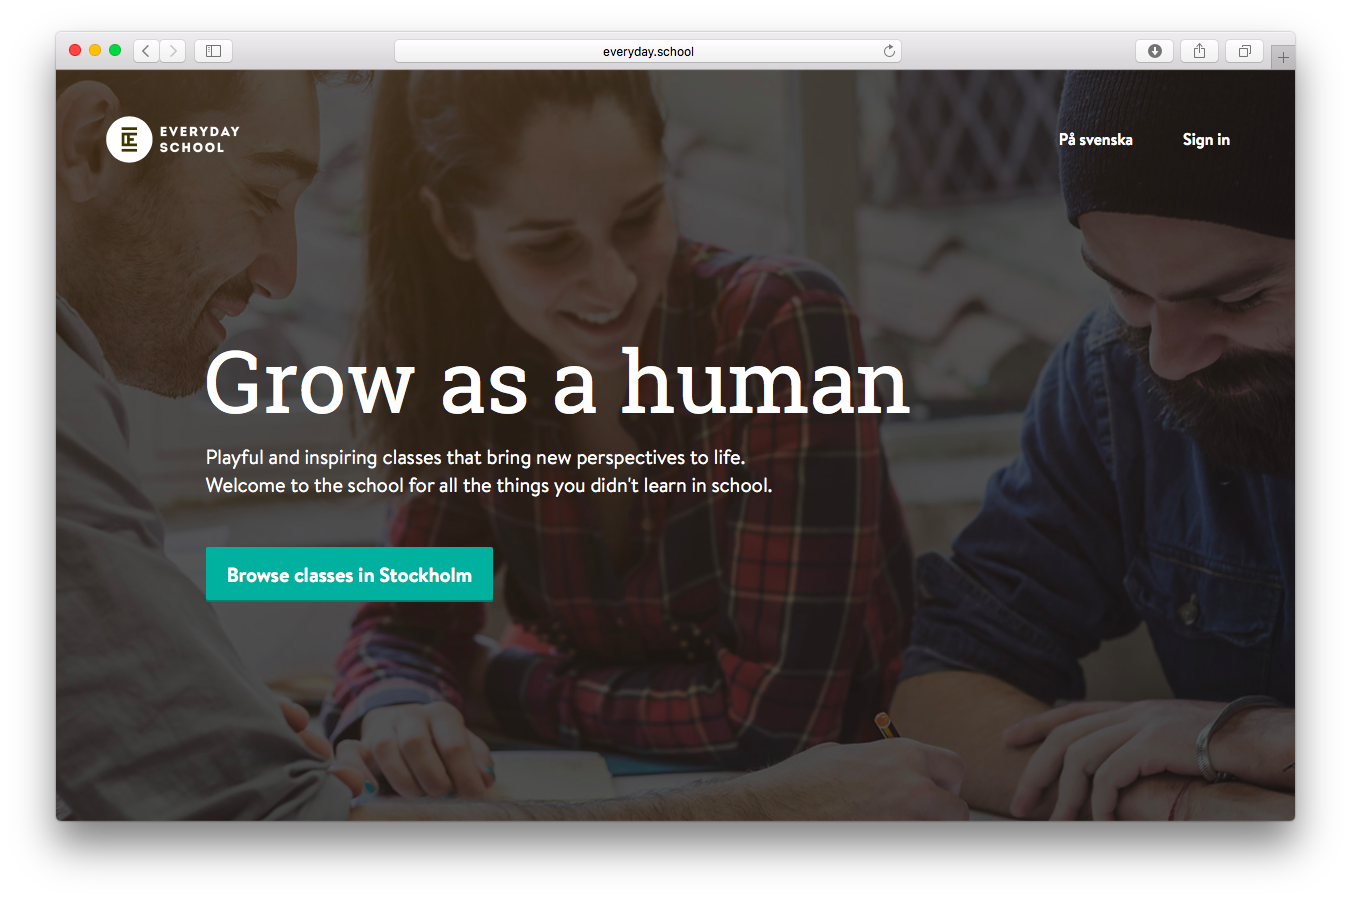 everyday.school
EVERYDAY
SCHOOL
På svenska
Sign in
Grow as a human
Playful and inspiring classes that bring new perspectives to life.
Welcome to the school for all the things you didn't learn in school.
Browse classes in Stockholm